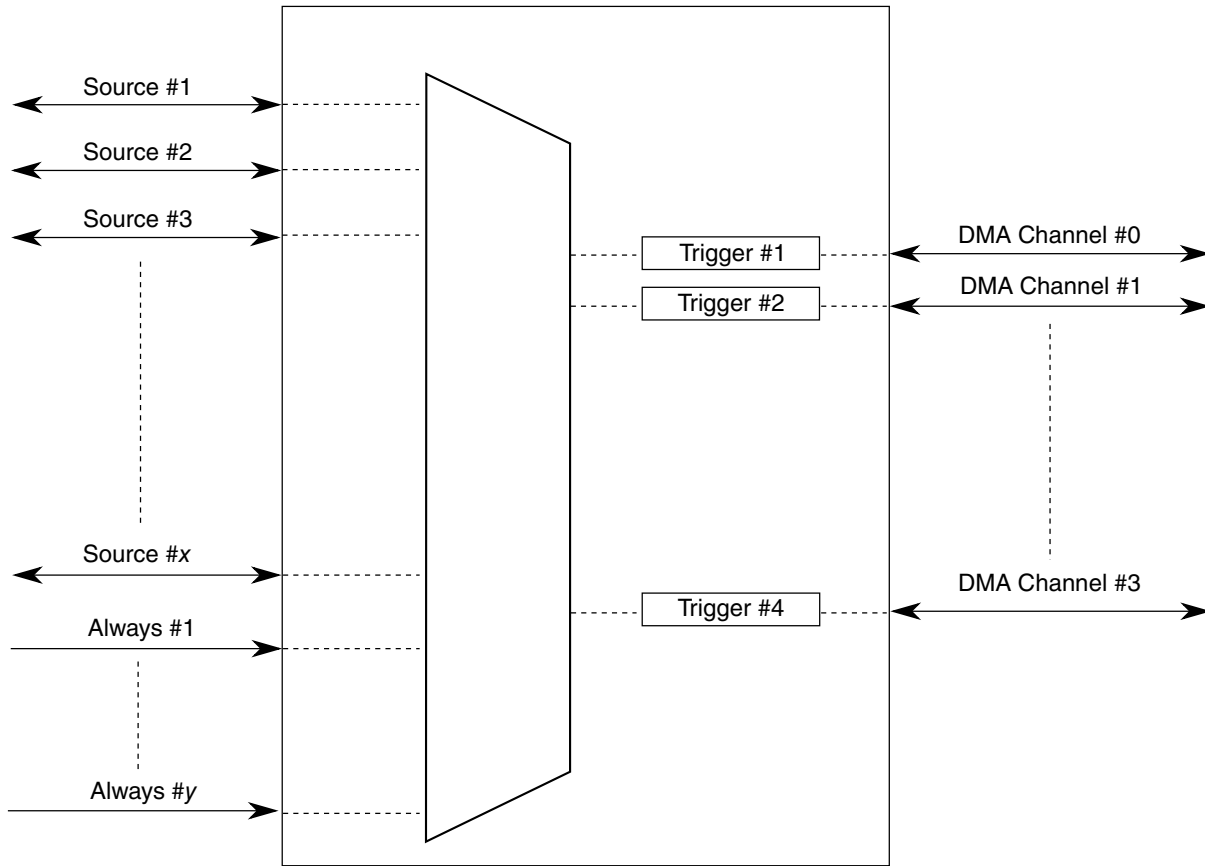 Source #1
Source #2
Source #3
Source #x
Always #1
Always #y
Trigger #1
Trigger #2
Trigger #4
DMA Channel #0
DMA Channel #1
DMA Channel #3